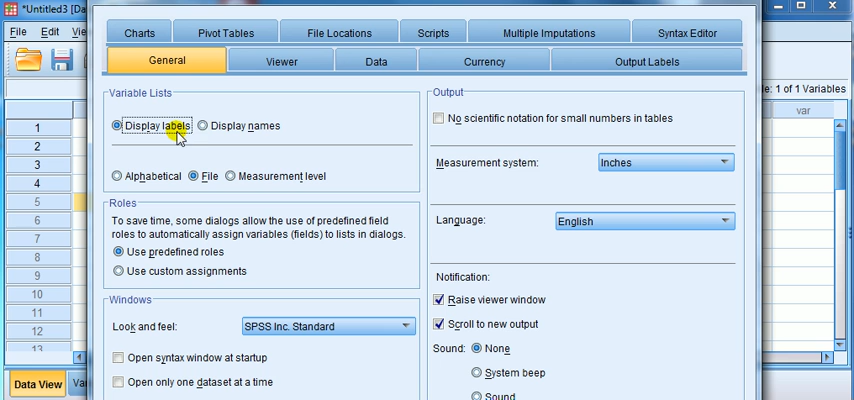 *Untitled3 [Da
File Edit Vie
Charts Pivot Tables File Locations Scripts Multiple Imputations Syntax Editor
General Viewer Data Currency Output Labels
e: 1 of 1 Variables
var
Variable Lists
Display labels Display names
Alphabetical File Measurement level
Roles
To save time, some dialogs allow the use of predefined field
roles to automatically assign variables (fields) to lists in dialogs.
Use predefined roles
Use custom assignments
Windows
Look and feel: SPSS Inc. Standard
Open syntax window at startup
Open only one dataset at a time
Output
No scientific notation for small numbers in tables
Measurement system: Inches
Language: English
Notification:
Raise viewer window
Scroll to new output
Sound: None
System beep
Sound
1
2
3
4
5
6
7
8
9
10
11
12
13
Data View Va